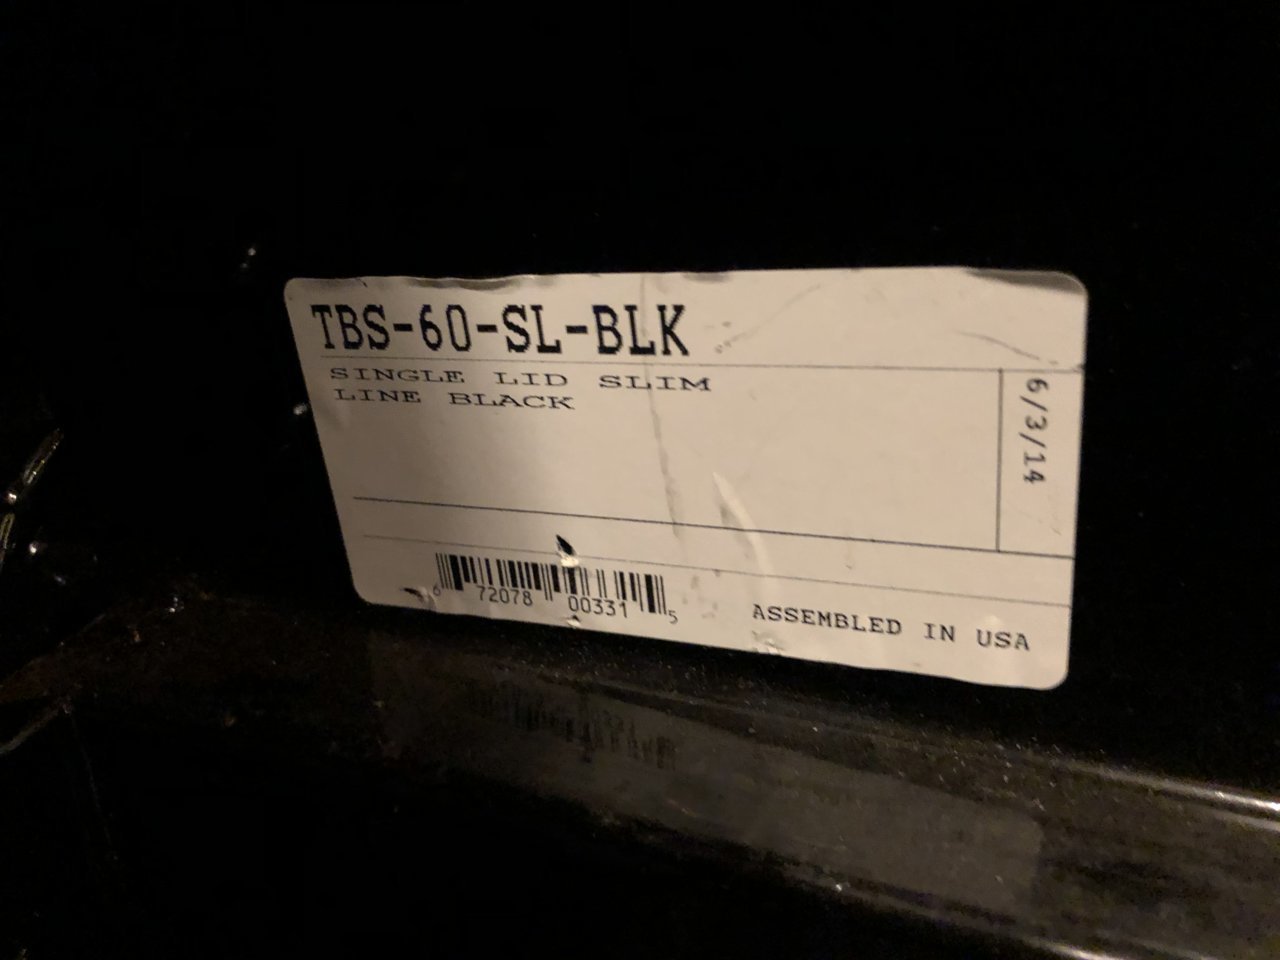 TBS-60-SL-BLK
SINGLE LID SLIM
LINE BLACK
6/3/14
6 72078 00331 5
ASSEMBLED IN USA